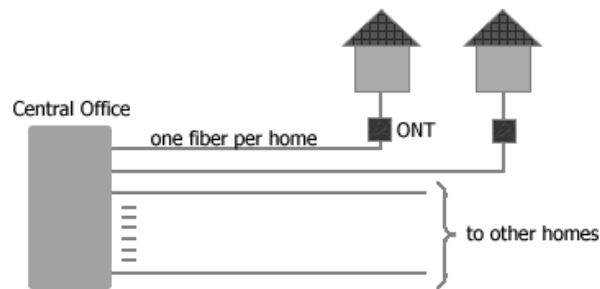 Central Office
one fiber per home
ONT
to other homes